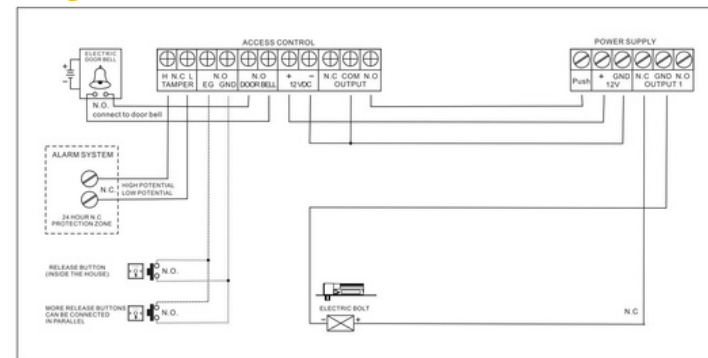 ACCESS CONTROL
POWER SUPPLY
ELECTRIC
DOOR BELL
+
-
N.O.
connect to door bell
H N.C L
TAMPER
N.O
EG GND
N.O
DOOR BELL
+ -
12VDC
N.C COM N.O
OUTPUT
Push
+ GND
12V
N.C GND N.O
OUTPUT 1
ALARM SYSTEM
N.C.
HIGH POTENTIAL
LOW POTENTIAL
24 HOUR N.C
PROTECTION ZONE
RELEASE BUTTON
(INSIDE THE HOUSE)
N.O.
MORE RELEASE BUTTONS
CAN BE CONNECTED
IN PARALLEL
N.O.
ELECTRIC BOLT
- +
N.C